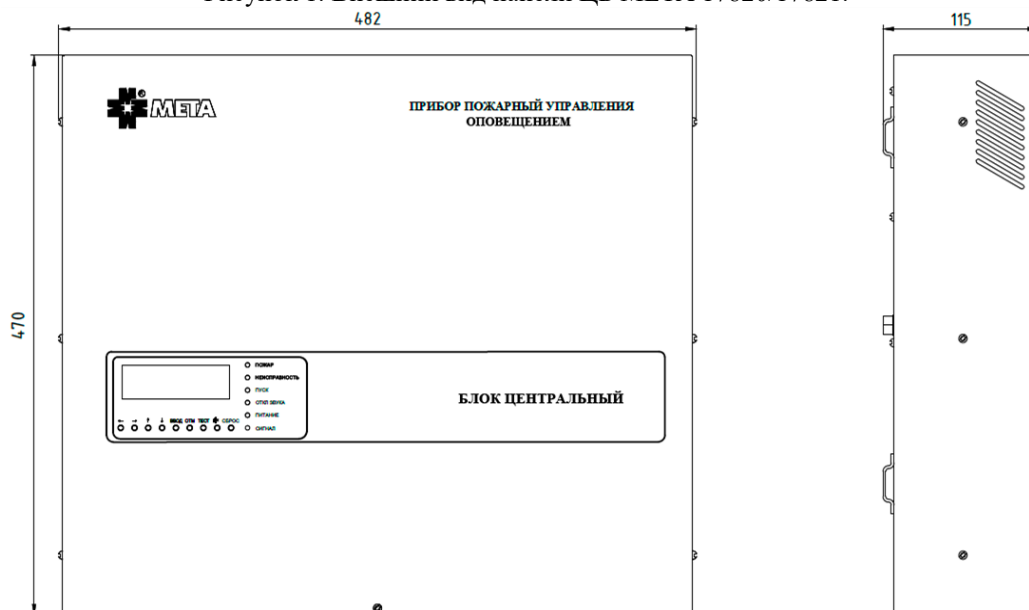 482
115
МЕТА
ПРИБОР ПОЖАРНЫЙ УПРАВЛЕНИЯ
ОПОВЕЩЕНИЕМ
470
ПОЖАР
НЕИСПРАВНОСТЬ
ПУСК
ОТКЛ ЗВУКА
ПИТАНИЕ
СИГНАЛ
← → ↑ ↓ ВВОД ОТМ ТЕСТ СБРОС
БЛОК ЦЕНТРАЛЬНЫЙ